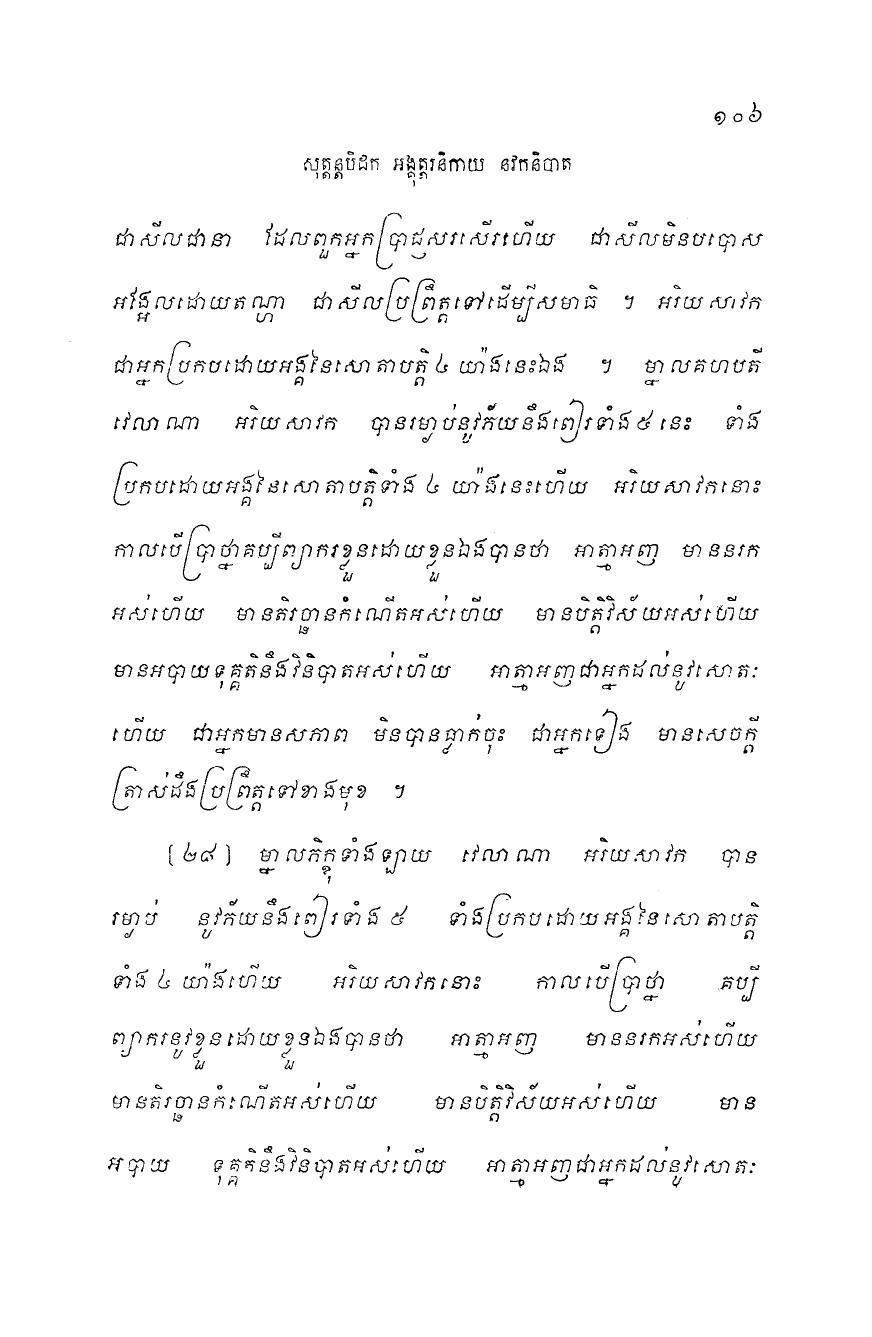 ១០៦
សុត្តន្តបិដក អង្គុត្តរនិកាយ នវកនិបាត
ជាសីលជានា ដែលពួកអ្នកប្រាជ្ញសរសើរហើយ ជាសីលមិនបបោស
អង្អែលដោយតណ្ហា ជាសីលប្រព្រឹត្តទៅដើម្បីសមាធិ ។ អរិយសាវក
ជាអ្នកប្រកបដោយអង្គនៃសោតាបត្តិ ៤ យ៉ាងនេះឯង ។ ម្នាលគហបតី
វេលាណា អរិយសាវក បានរម្ងាប់នូវភ័យនឹងពៀរទាំង ៥ នេះ ទាំង
ប្រកបដោយអង្គនៃសោតាបត្តិទាំង ៤ យ៉ាងនេះហើយ អរិយសាវកនោះ
កាលបើប្រាថ្នាគប្បីព្យាករខ្លួនដោយខ្លួនឯងបានថា អាត្មាអញ មាននរក
អស់ហើយ មានតិរច្ឆានកំណើតអស់ហើយ មានបិត្តិវិស័យអស់ហើយ
មានអបាយទុគ្គតិនឹងវិនិបាតអស់ហើយ អាត្មាអញជាអ្នកដល់នូវសោតៈ
ហើយ ជាអ្នកមានសភាព មិនបានធ្លាក់ចុះ ជាអ្នកទៀង មានសេចក្តី
ត្រាស់ដឹងប្រព្រឹត្តទៅខាងមុខ ។
[២៨] ម្នាលភិក្ខុទាំងឡាយ វេលាណា អរិយសាវក បាន
រម្ងាប់ នូវភ័យនឹងពៀរទាំង ៥ ទាំងប្រកបដោយអង្គនៃសោតាបត្តិ
ទាំង ៤ យ៉ាងហើយ អរិយសាវកនោះ កាលបើប្រាថ្នា គប្បី
ព្យាករនូវខ្លួនដោយខ្លួនឯងបានថា អាត្មាអញ មាននរកអស់ហើយ
មានតិរច្ឆានកំណើតអស់ហើយ មានបិត្តិវិស័យអស់ហើយ មាន
អបាយ ទុគ្គតិនឹងវិនិបាតអស់ហើយ អាត្មាអញជាអ្នកដល់នូវសោតៈ